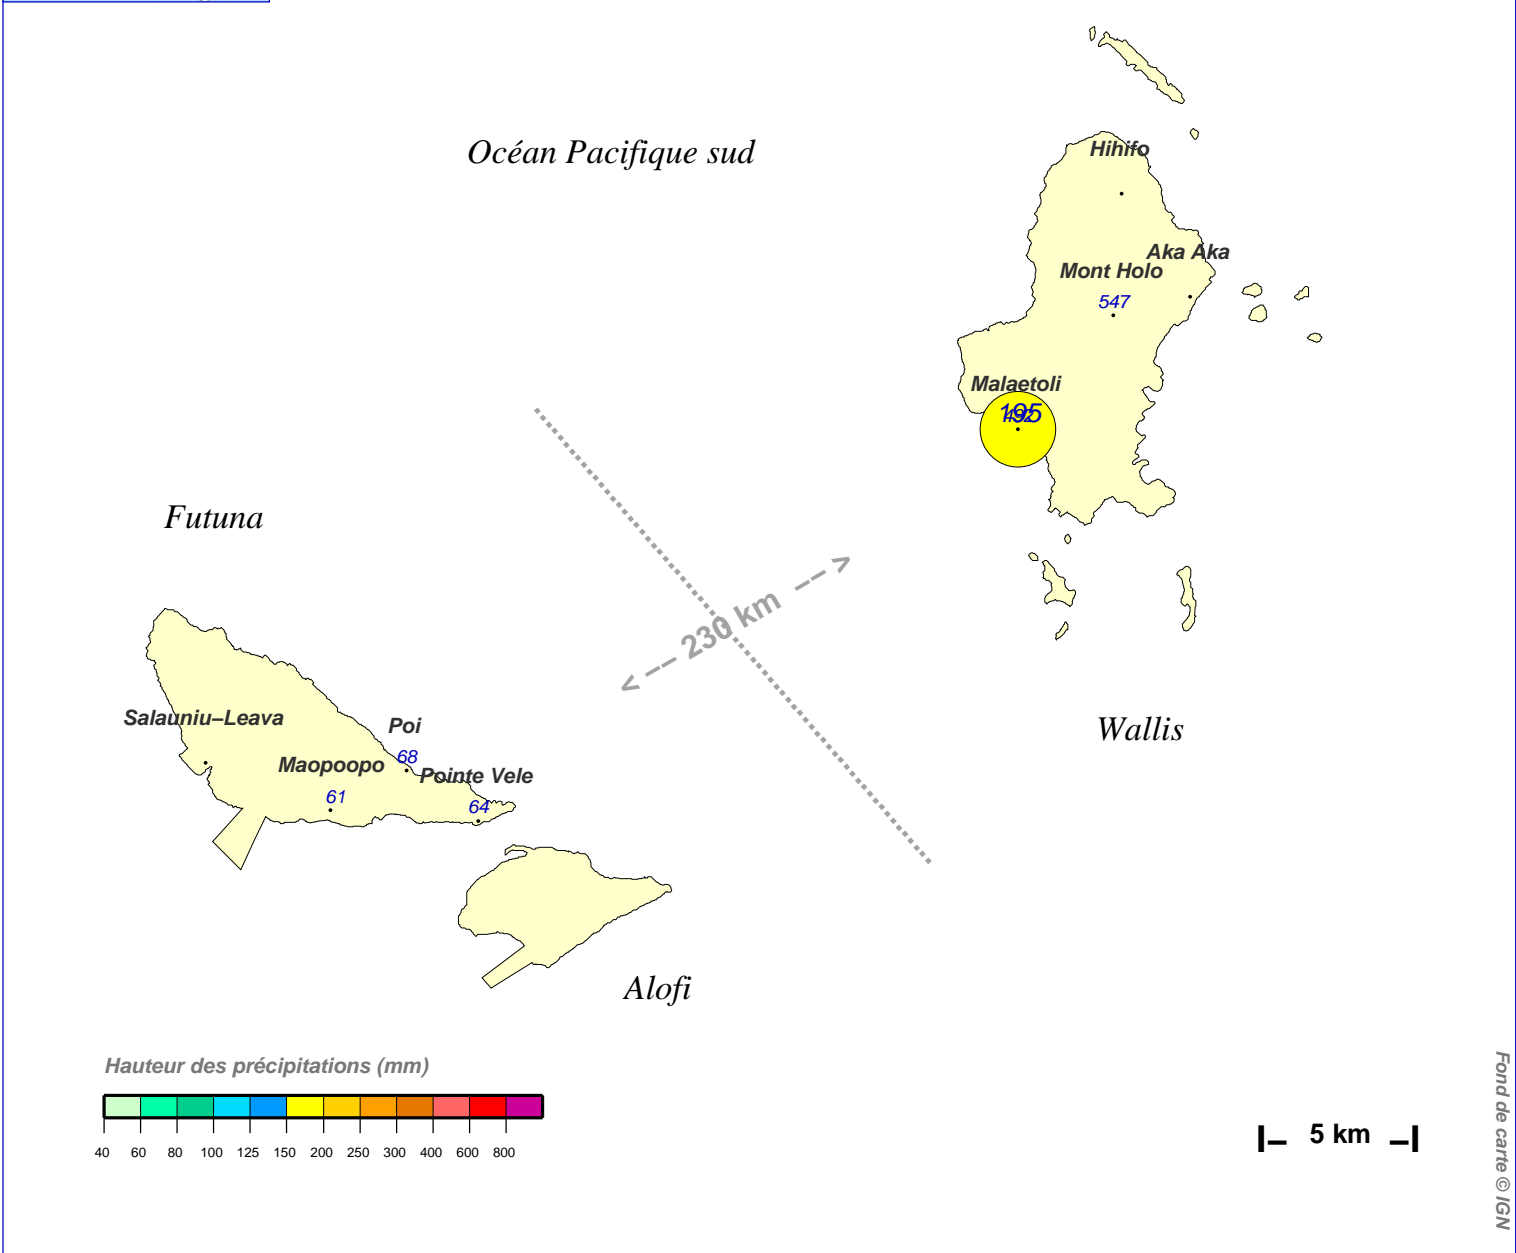 Océan Pacifique sud
Hihifo
Aka Aka
Mont Holo
547
Malaetoli
195
Futuna
230 km
Wallis
Salauniu–Leava
Poi
68
Maopoopo
Pointe Vele
61
64
Alofi
Hauteur des précipitations (mm)
40 60 80 100 125 150 200 250 300 400 600 800
5 km
Fond de carte © IGN